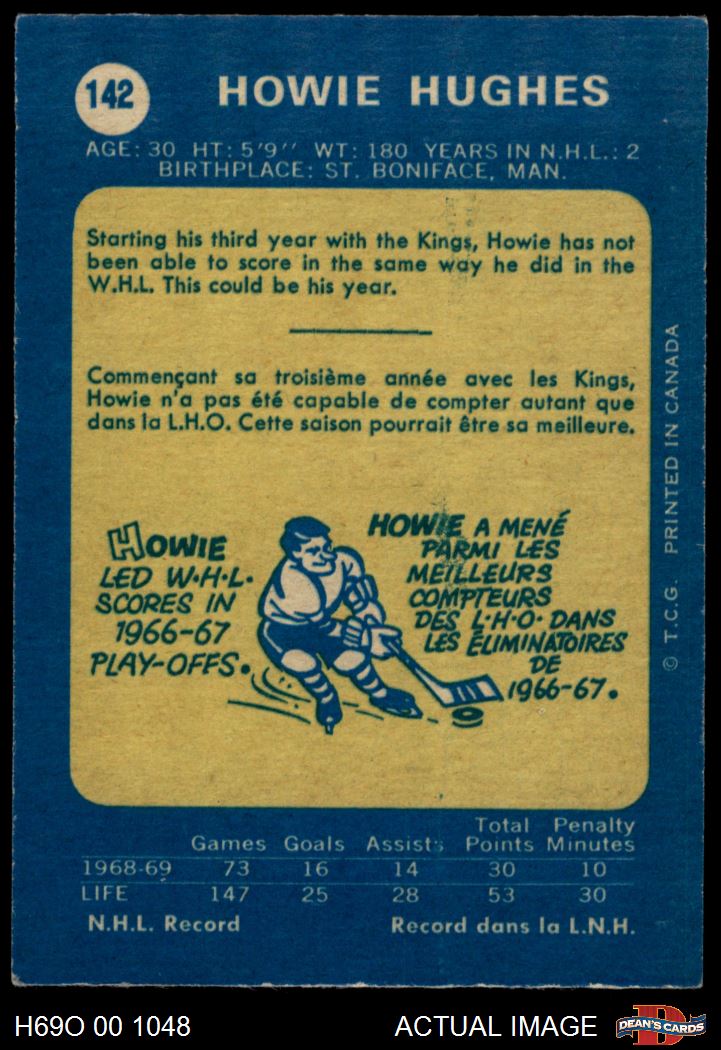 142
HOWIE HUGHES
AGE: 30 HT: 5'9'' WT: 180 YEARS IN N.H.L.: 2
BIRTHPLACE: ST. BONIFACE, MAN.
Starting his third year with the Kings, Howie has not
been able to score in the same way he did in the
W.H.L. This could be his year.
Commençant sa troisième année avec les Kings,
Howie n'a pas été capable de compter autant que
dans la L.H.O. Cette saison pourrait être sa meilleure.
HOWIE
LED W.H.L.
SCORES IN
1966-67
PLAY-OFFS.
HOWIE A MENÉ
PARMI LES
MEILLEURS
COMPTEURS
DES L.H.O. DANS
LES ÉLIMINATOIRES
DE
1966-67.
Total Penalty
Games Goals Assists Points Minutes
1968-69 73 16 14 30 10
LIFE 147 25 28 53 30
N.H.L. Record Record dans la L.N.H.
© T.C.G. PRINTED IN CANADA
H69O 00 1048 ACTUAL IMAGE
D
DEAN'S CARDS